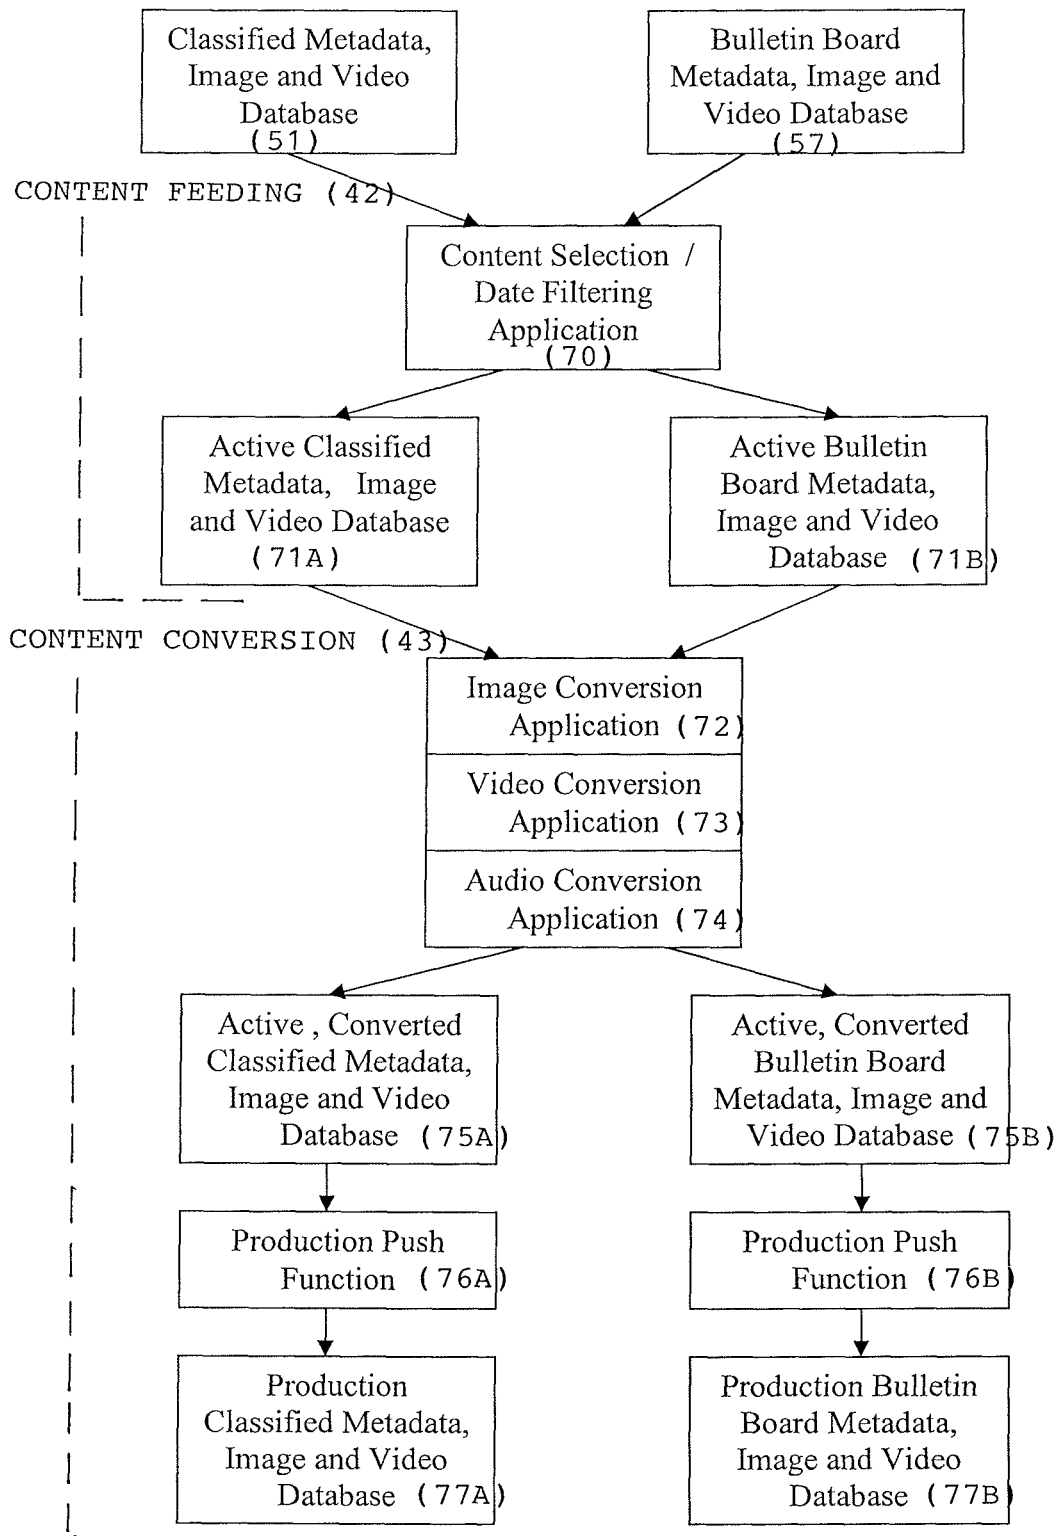 Classified Metadata,
Image and Video
Database
(51)
Bulletin Board
Metadata, Image and
Video Database
(57)
CONTENT FEEDING (42)
Content Selection /
Date Filtering
Application
(70)
Active Classified
Metadata, Image
and Video Database
(71A)
Active Bulletin
Board Metadata,
Image and Video
Database (71B)
CONTENT CONVERSION (43)
Image Conversion
Application (72)
Video Conversion
Application (73)
Audio Conversion
Application (74)
Active , Converted
Classified Metadata,
Image and Video
Database (75A)
Active, Converted
Bulletin Board
Metadata, Image and
Video Database (75B)
Production Push
Function (76A)
Production Push
Function (76B)
Production
Classified Metadata,
Image and Video
Database (77A)
Production Bulletin
Board Metadata,
Image and Video
Database (77B)